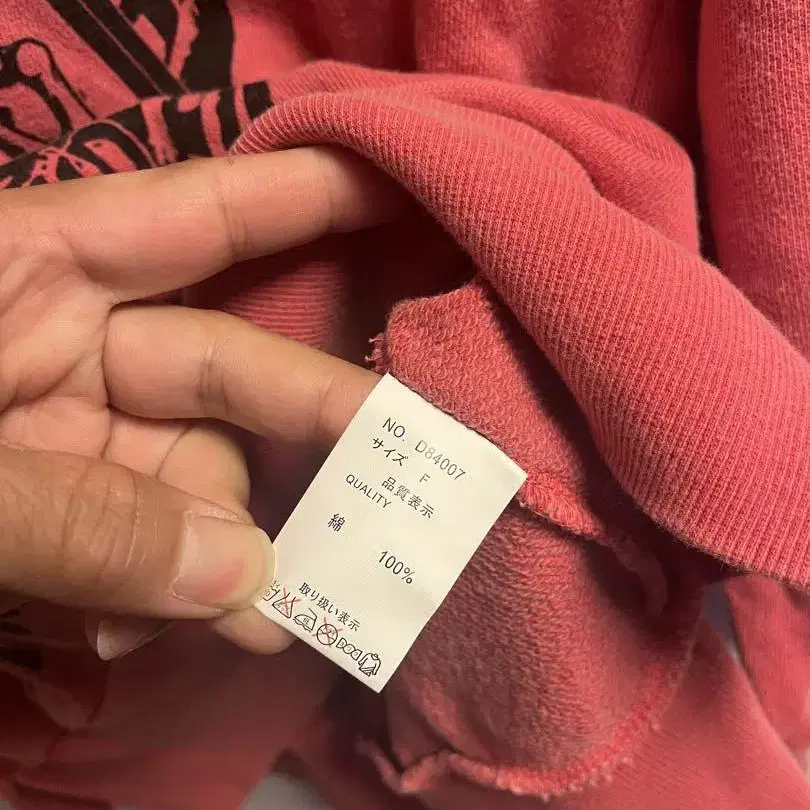 NO. D84007
サイズ F
品質表示
QUALITY
綿 100%
取り扱い表示